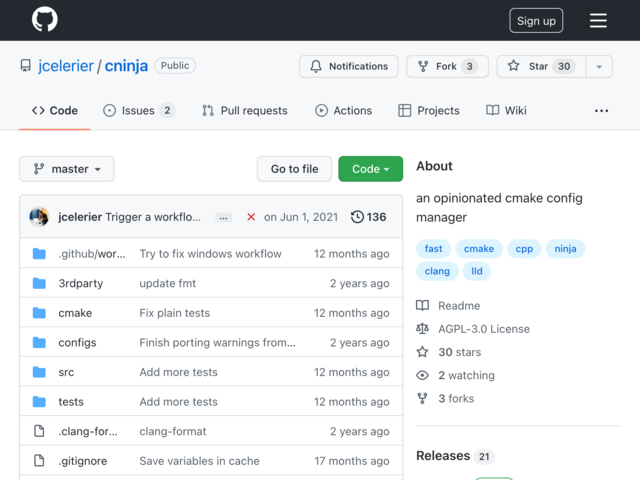 Sign up
jcelerier / cninja Public
Notifications Fork 3 Star 30
Code Issues 2 Pull requests Actions Projects Wiki ...
master Go to file Code
jcelerier Trigger a workflo... ... on Jun 1, 2021 136
.github/wor... Try to fix windows workflow 12 months ago
3rdparty update fmt 2 years ago
cmake Fix plain tests 12 months ago
configs Finish porting warnings from... 2 years ago
src Add more tests 12 months ago
tests Add more tests 12 months ago
.clang-for... clang-format 2 years ago
.gitignore Save variables in cache 17 months ago
About
an opinionated cmake config
manager
fast cmake cpp ninja
clang lld
Readme
AGPL-3.0 License
30 stars
2 watching
3 forks
Releases 21